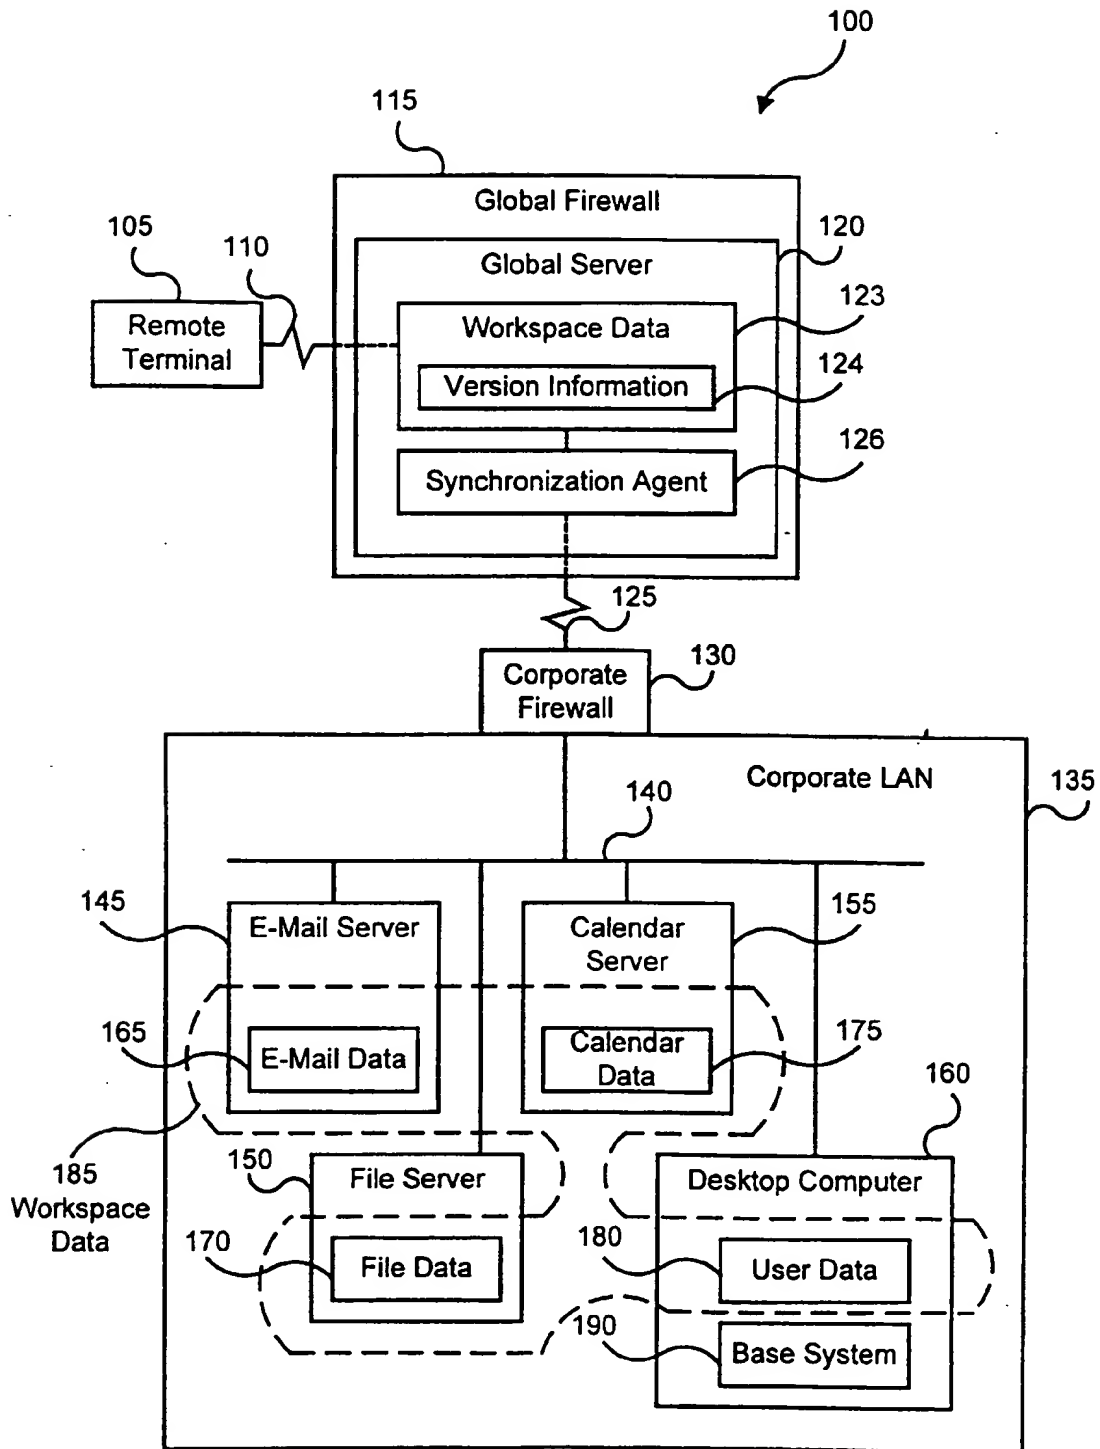 100
115
Global Firewall
105
110
120
Global Server
123
Remote
Terminal
Workspace Data
124
Version Information
126
Synchronization Agent
125
130
Corporate
Firewall
Corporate LAN
135
140
145
155
E-Mail Server
Calendar
Server
165
175
E-Mail Data
Calendar
Data
160
185
Workspace
Data
150
File Server
Desktop Computer
170
180
File Data
User Data
190
Base System